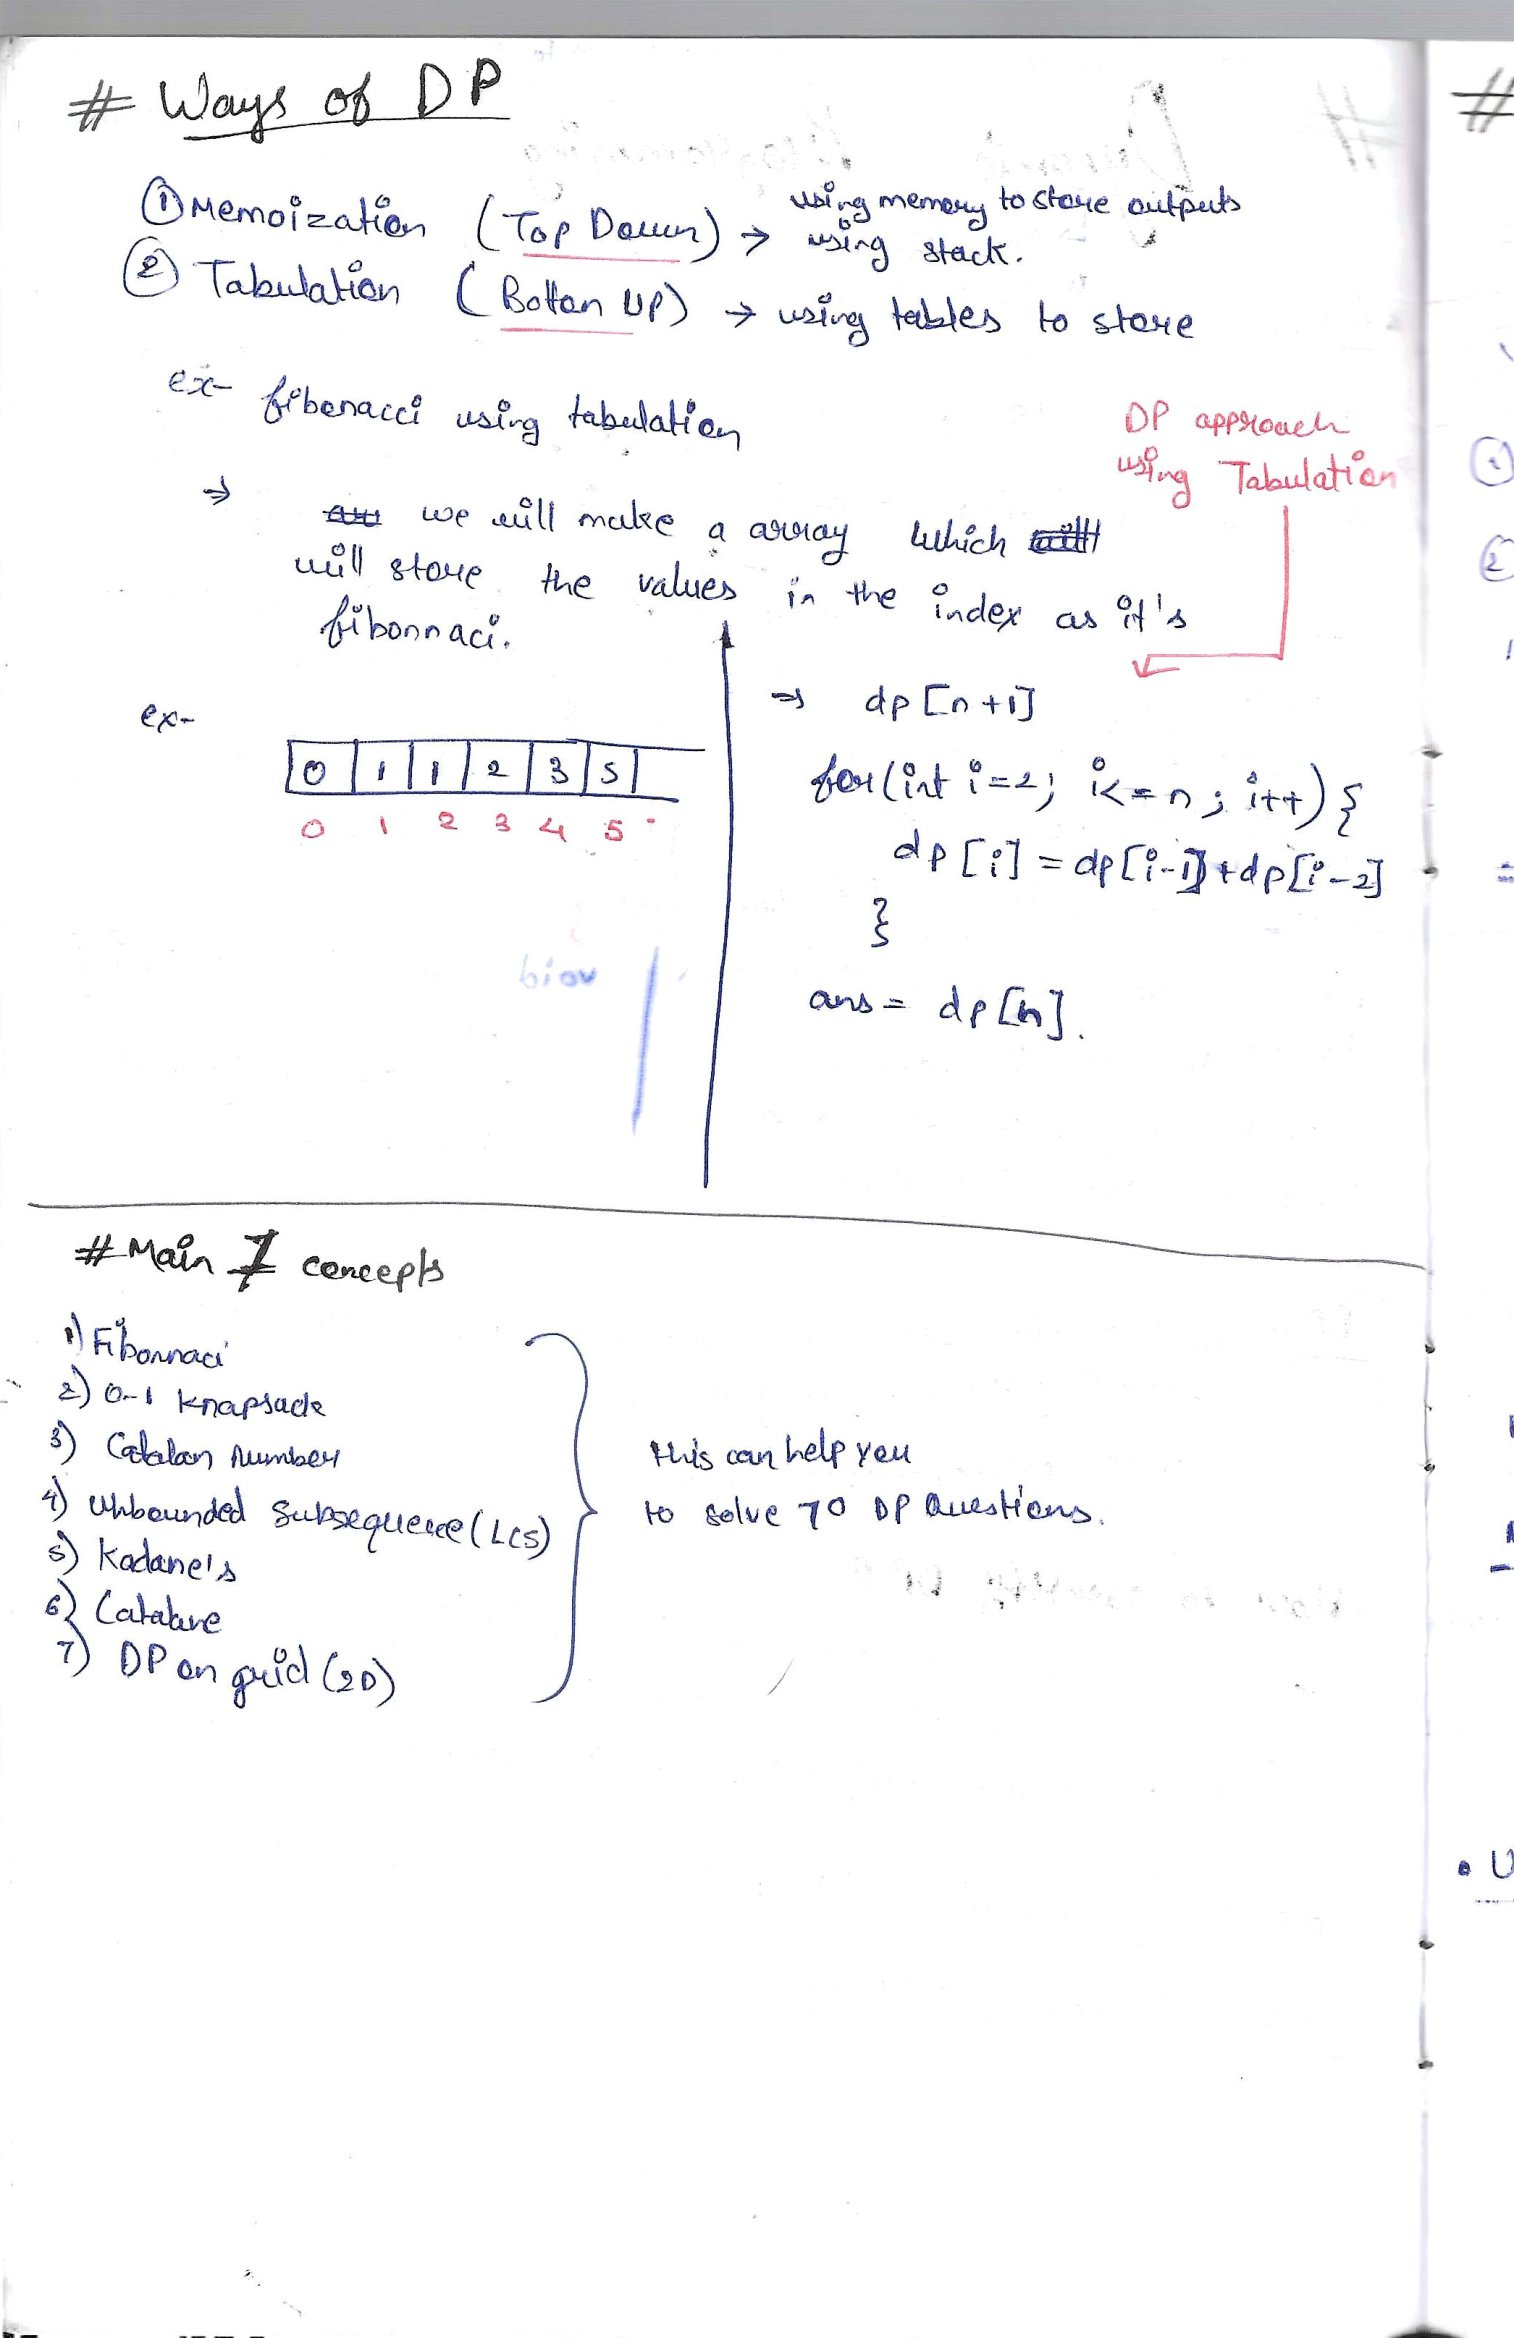 # Ways of DP
① Memoization (Top Down) → using memory to store outputs
using stack.
② Tabulation (Bottom UP) → using tables to store
ex- fibonacci using tabulation
DP approach
using Tabulation
⇒ we will make a array which
will store the values in the index as it's
fibonnaci.
ex-
0 1 1 2 3 5
0 1 2 3 4 5
⇒ dp[n+1]
for(int i=2; i<=n; i++){
dp[i] = dp[i-1]+dp[i-2]
}
ans = dp[n].
# Main 7 concepts
1) Fibonnaci
2) 0-1 Knapsack
3) Catalan Number
4) Unbounded Subsequence (LCS)
5) Kadane's
6)
7) DP on grid (2D)
this can help you
to solve 70 DP Questions.